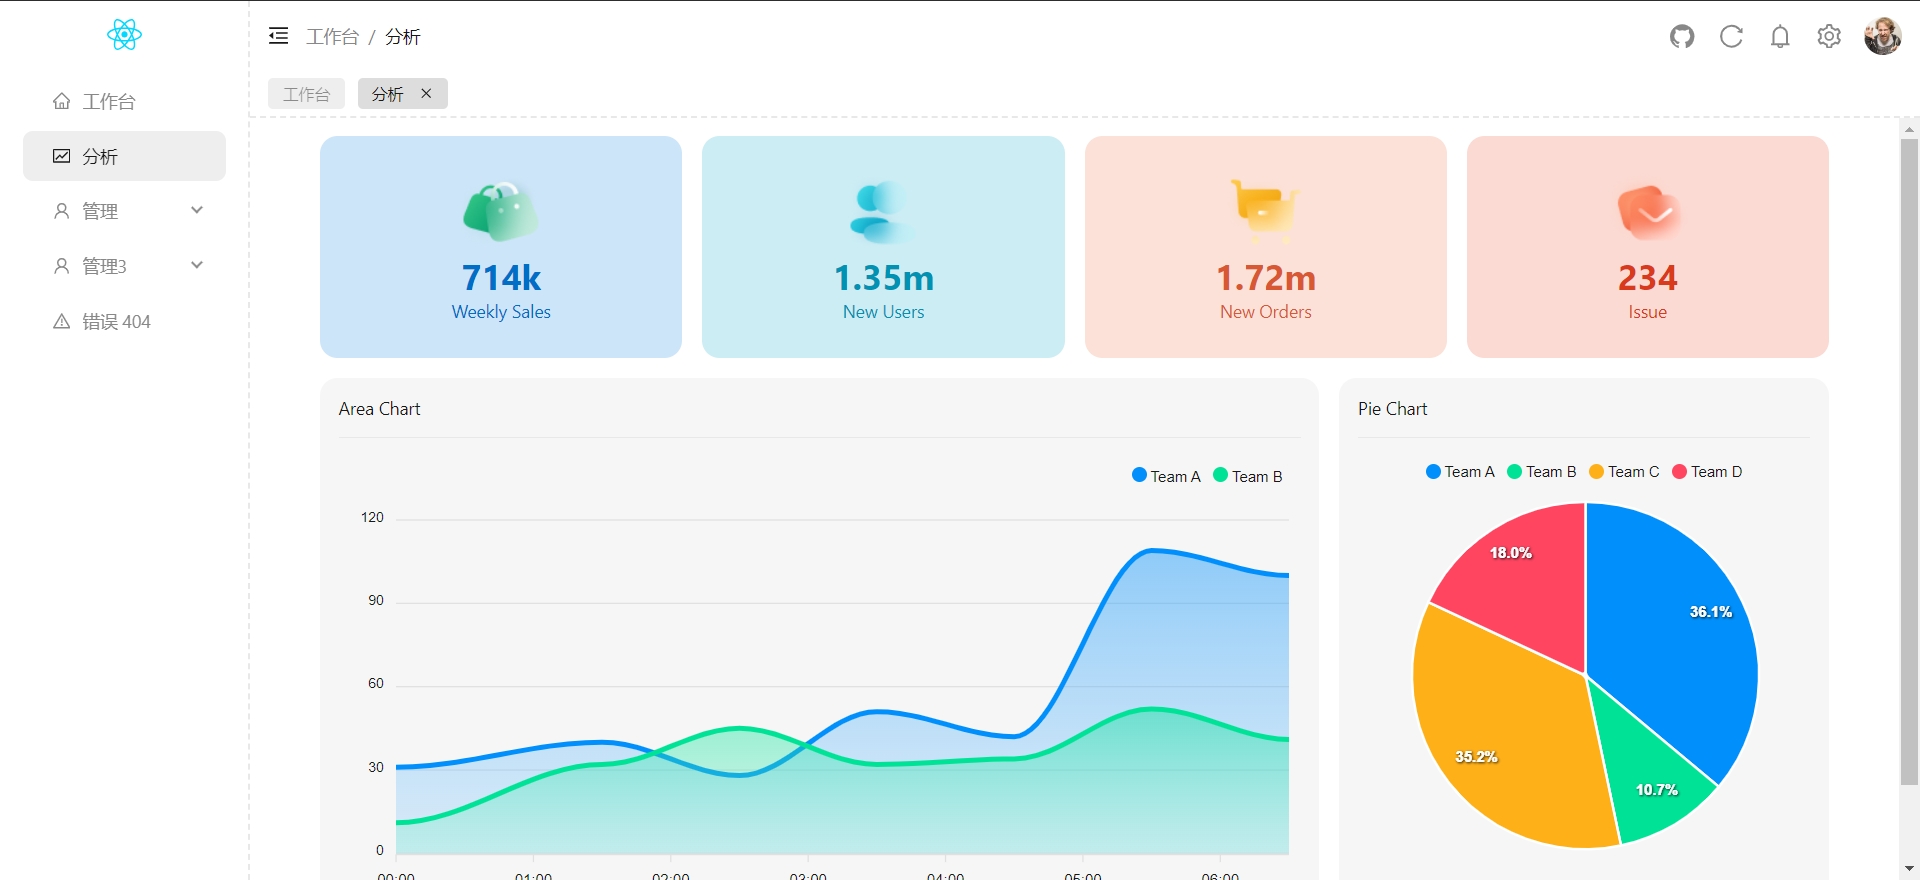 工作台 / 分析
工作台 分析
工作台
分析
管理
管理3
错误 404
714k
Weekly Sales
1.35m
New Users
1.72m
New Orders
234
Issue
Area Chart
Team A Team B
120
90
60
30
0
00:00 01:00 02:00 03:00 04:00 05:00 06:00
Pie Chart
Team A Team B Team C Team D
18.0%
36.1%
35.2%
10.7%